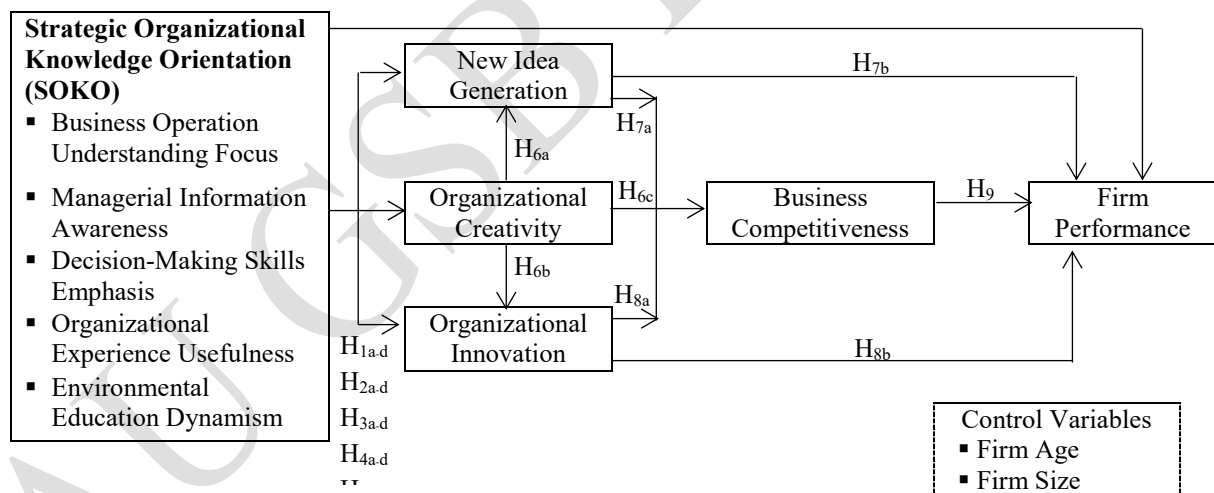 Strategic Organizational
Knowledge Orientation
(SOKO)
▪ Business Operation
Understanding Focus
▪ Managerial Information
Awareness
▪ Decision-Making Skills
Emphasis
▪ Organizational
Experience Usefulness
▪ Environmental
Education Dynamism
H1a-d
H2a-d
H3a-d
H4a-d
New Idea
Generation
H6a
Organizational
Creativity
H6b
Organizational
Innovation
H7b
H7a
H6c
H8a
H8b
Business
Competitiveness
H9
Firm
Performance
Control Variables
▪ Firm Age
▪ Firm Size
AU GSB